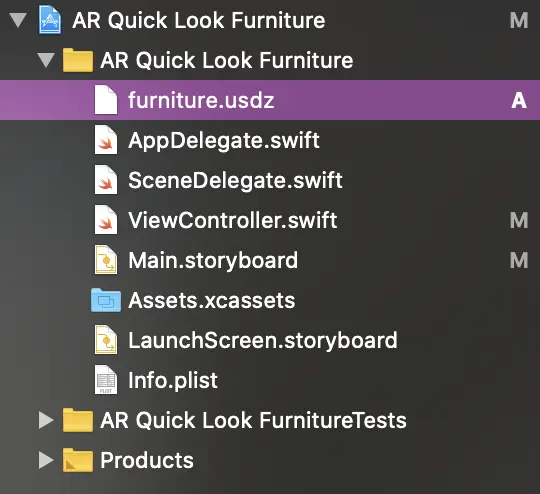 AR Quick Look Furniture M
AR Quick Look Furniture
furniture.usdz A
AppDelegate.swift
SceneDelegate.swift
ViewController.swift M
Main.storyboard M
Assets.xcassets
LaunchScreen.storyboard
Info.plist
AR Quick Look FurnitureTests
Products